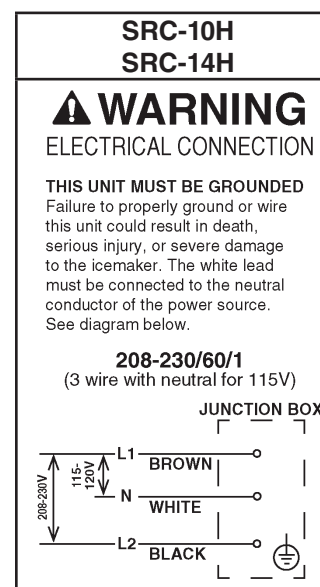 SRC-10H
SRC-14H
WARNING
ELECTRICAL CONNECTION
THIS UNIT MUST BE GROUNDED
Failure to properly ground or wire
this unit could result in death,
serious injury, or severe damage
to the icemaker. The white lead
must be connected to the neutral
conductor of the power source.
See diagram below.
208-230/60/1
(3 wire with neutral for 115V)
JUNCTION BOX
L1
BROWN
115-
120V
208-230V
N
WHITE
L2
BLACK